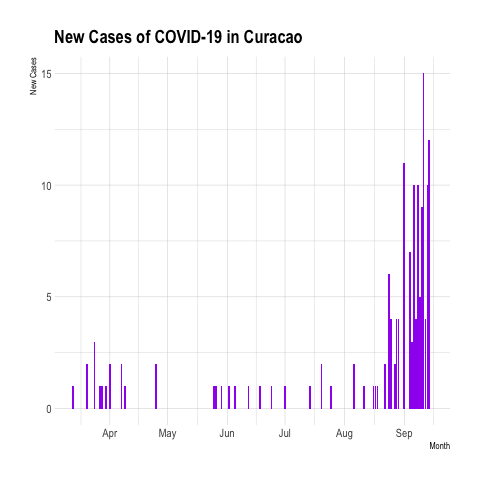 New Cases of COVID-19 in Curacao
New Cases
15
10
5
0
Apr May Jun Jul Aug Sep
Month